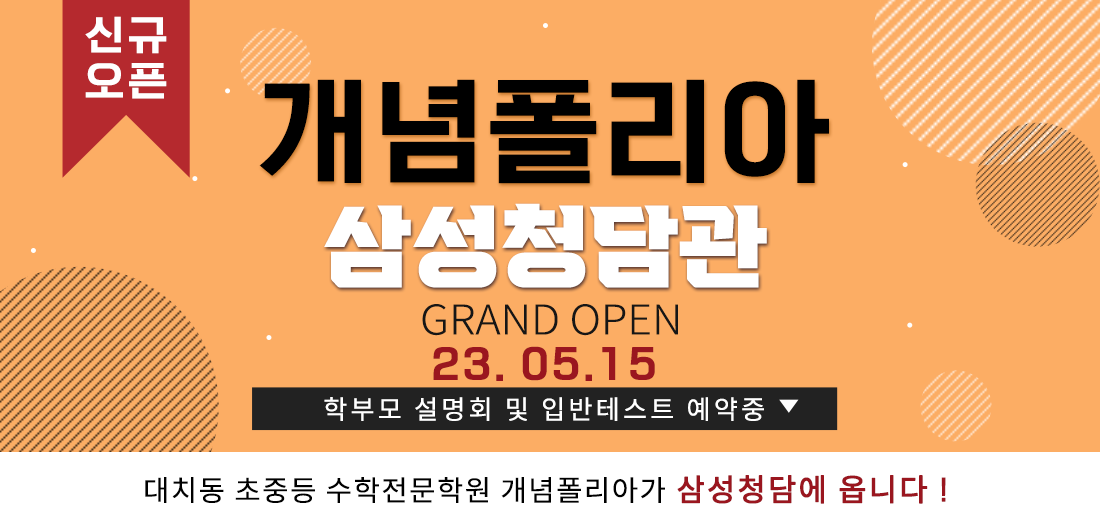 신규
오픈
개념폴리아
삼성청담관
GRAND OPEN
23. 05.15
학부모 설명회 및 입반테스트 예약중 ▼
대치동 초중등 수학전문학원 개념폴리아가 삼성청담에 옵니다 !